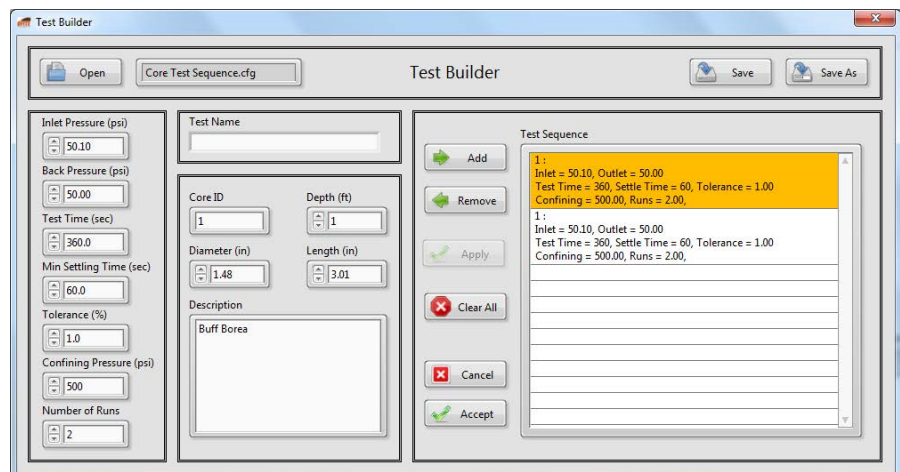 Test Builder
Open
Core Test Sequence.cfg
Test Builder
Save
Save As
Inlet Pressure (psi)
50.10
Back Pressure (psi)
50.00
Test Time (sec)
360.0
Min Settling Time (sec)
60.0
Tolerance (%)
1.0
Confining Pressure (psi)
500
Number of Runs
2
Test Name
Core ID
Depth (ft)
1
1
Diameter (in)
Length (in)
1.48
3.01
Description
Buff Borea
Add
Remove
Apply
Clear All
Cancel
Accept
Test Sequence
1 :
Inlet = 50.10, Outlet = 50.00
Test Time = 360, Settle Time = 60, Tolerance = 1.00
Confining = 500.00, Runs = 2.00,
1 :
Inlet = 50.10, Outlet = 50.00
Test Time = 360, Settle Time = 60, Tolerance = 1.00
Confining = 500.00, Runs = 2.00,